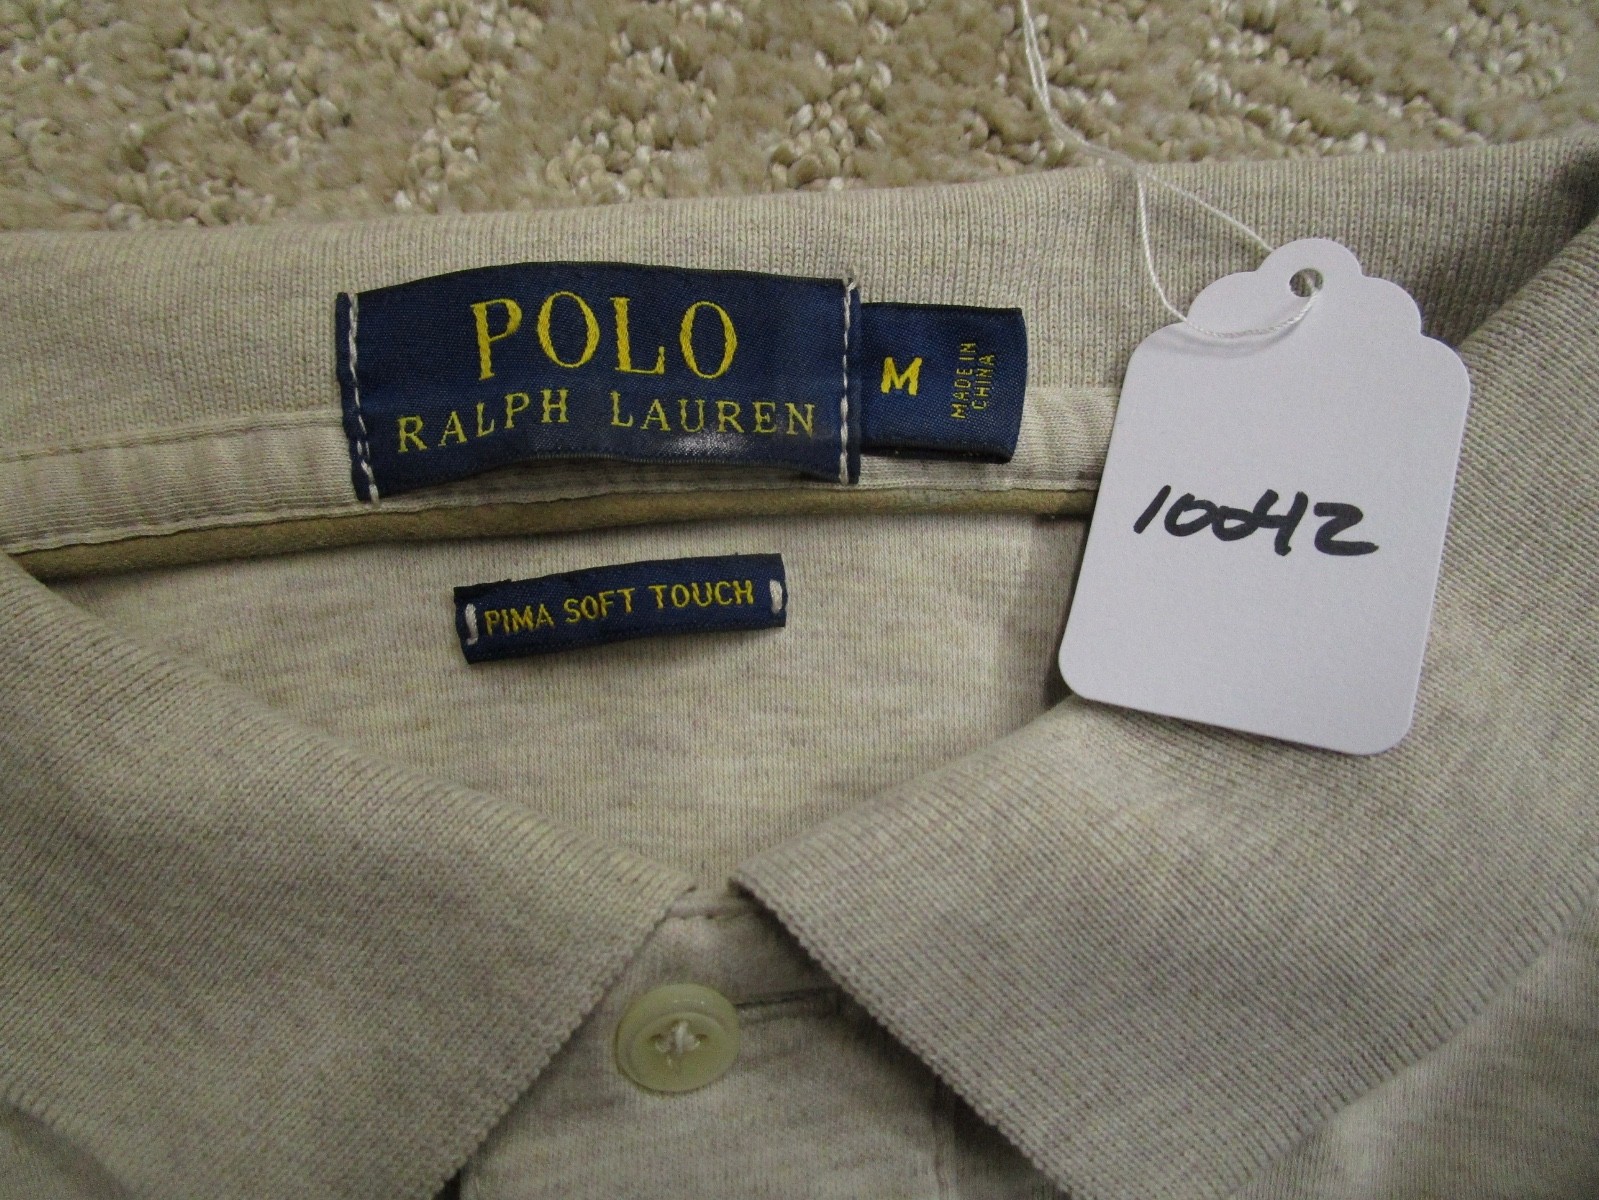 POLO
RALPH LAUREN
M
MADE IN
CHINA
PIMA SOFT TOUCH
10042